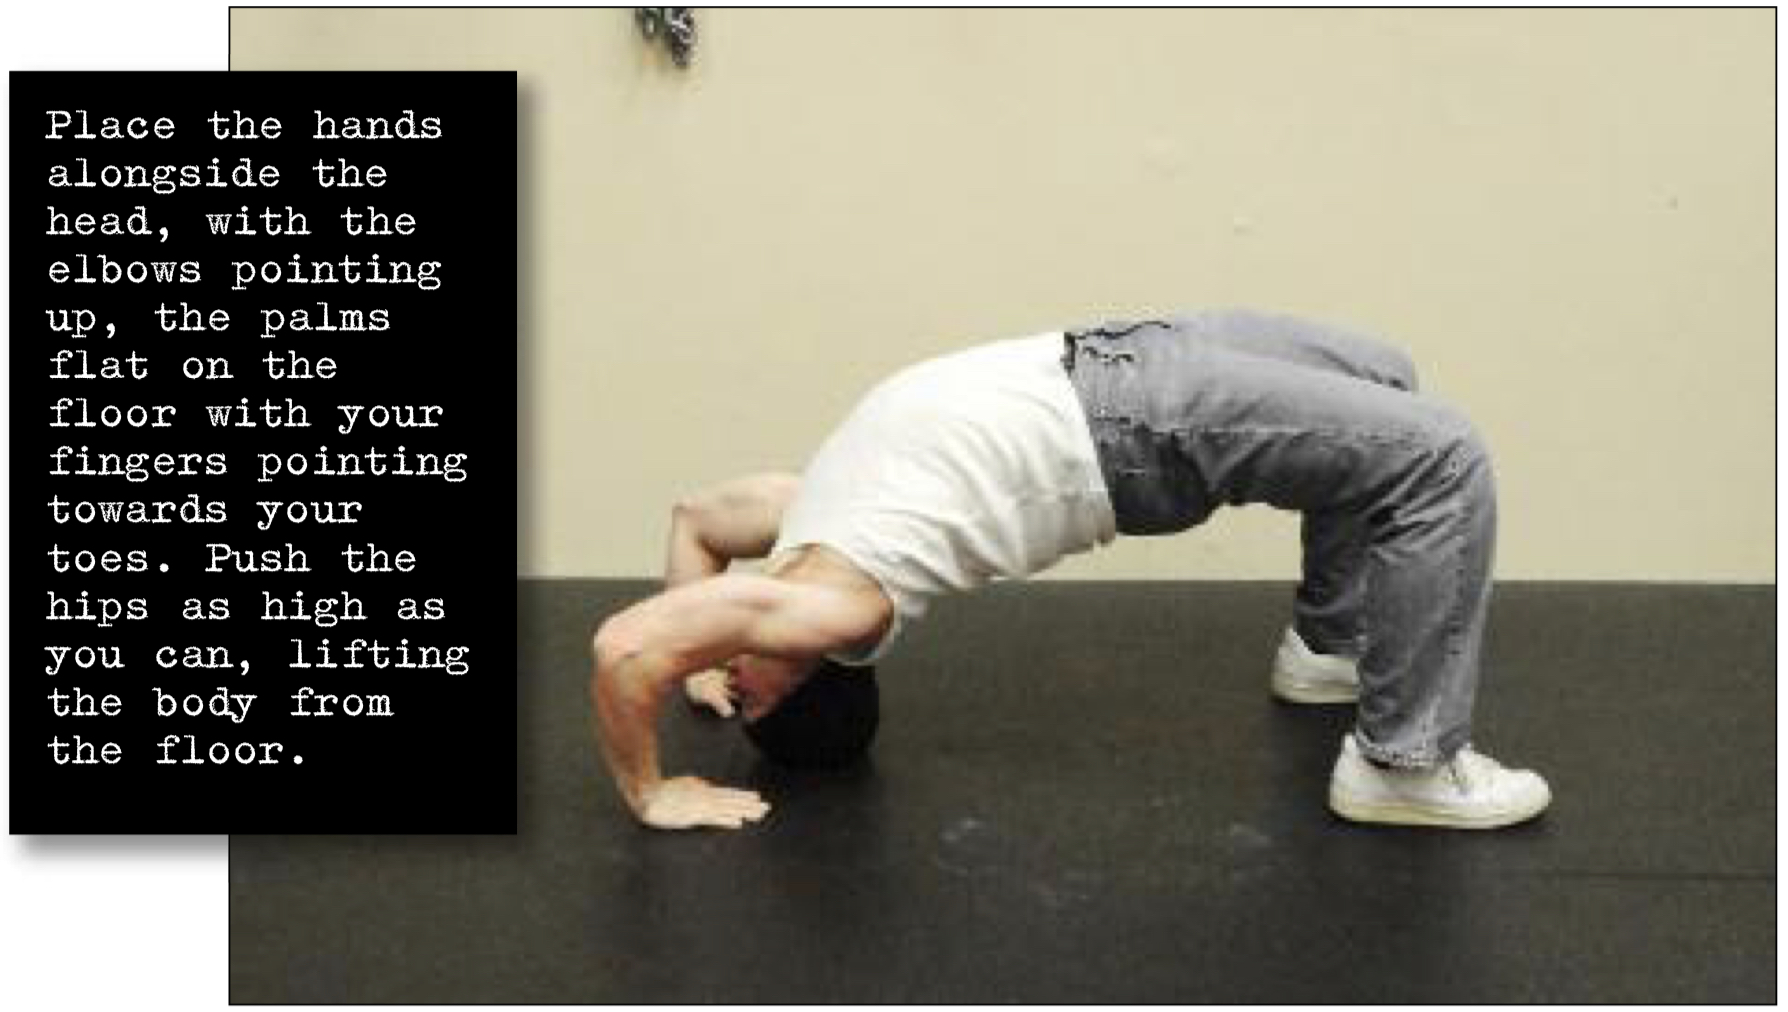 Place the hands
alongside the
head, with the
elbows pointing
up, the palms
flat on the
floor with your
fingers pointing
towards your
toes. Push the
hips as high as
you can, lifting
the body from
the floor.